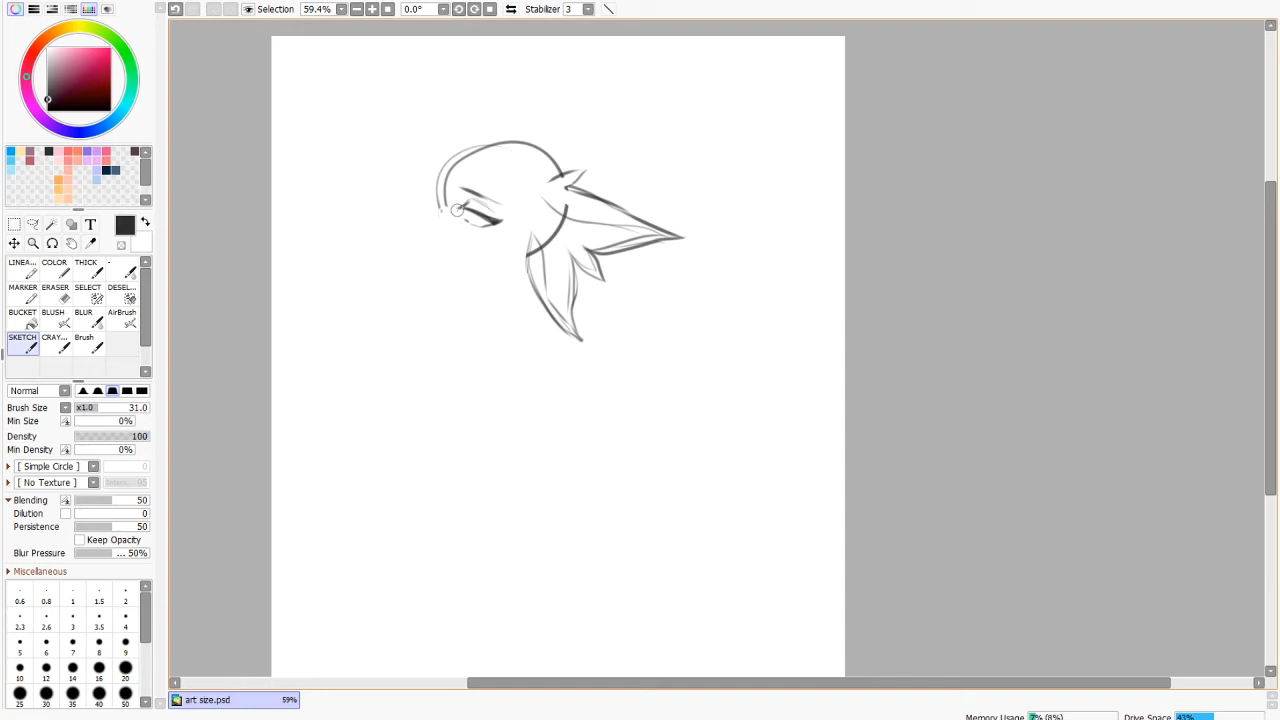 Selection 59.4% 0.0° Stabilizer 3
T
LINEA... COLOR THICK -
MARKER ERASER SELECT DESEL...
BUCKET BLUSH BLUR AirBrush
SKETCH CRAY... Brush
Normal
Brush Size x1.0 31.0
Min Size 0%
Density 100
Min Density 0%
[ Simple Circle ] 0
[ No Texture ] 95
Blending 50
Dilution 0
Persistence 50
Keep Opacity
Blur Pressure ... 50%
Miscellaneous
0.6 0.8 1 1.5 2
2.3 2.6 3 3.5 4
5 6 7 8 9
10 12 14 16 20
25 30 35 40 50
art size.psd 59%
Memory Usage 7% (8%) Drive Space 43%